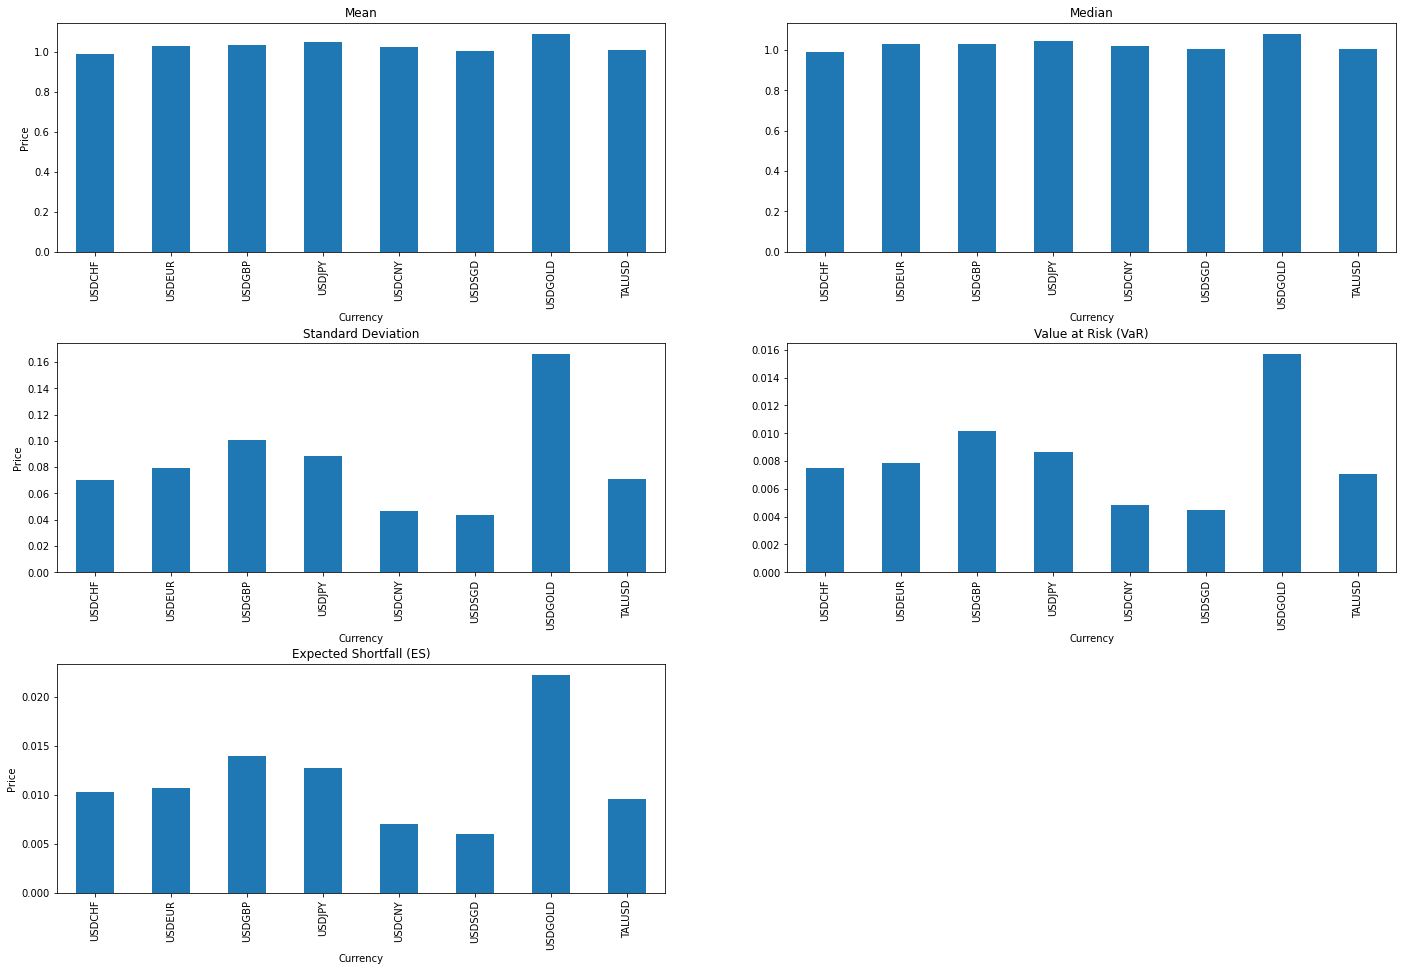 Mean
Price
1.0
0.8
0.6
0.4
0.2
0.0
USDCHF
USDEUR
USDGBP
USDJPY
USDCNY
USDSGD
USDGOLD
TALUSD
Currency
Median
1.0
0.8
0.6
0.4
0.2
0.0
USDCHF
USDEUR
USDGBP
USDJPY
USDCNY
USDSGD
USDGOLD
TALUSD
Currency
Standard Deviation
Price
0.16
0.14
0.12
0.10
0.08
0.06
0.04
0.02
0.00
USDCHF
USDEUR
USDGBP
USDJPY
USDCNY
USDSGD
USDGOLD
TALUSD
Currency
Value at Risk (VaR)
0.016
0.014
0.012
0.010
0.008
0.006
0.004
0.002
0.000
USDCHF
USDEUR
USDGBP
USDJPY
USDCNY
USDSGD
USDGOLD
TALUSD
Currency
Expected Shortfall (ES)
Price
0.020
0.015
0.010
0.005
0.000
USDCHF
USDEUR
USDGBP
USDJPY
USDCNY
USDSGD
USDGOLD
TALUSD
Currency